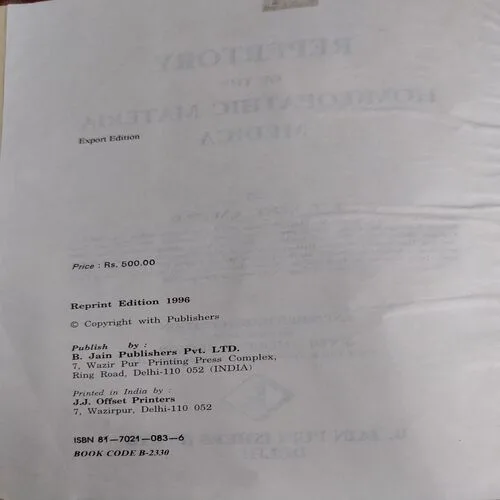 Export Edition
Price : Rs. 500.00
Reprint Edition 1996
© Copyright with Publishers
Publish by :
B. Jain Publishers Pvt. LTD.
7, Wazir Pur Printing Press Complex,
Ring Road, Delhi-110 052 (INDIA)
Printed in India by :
J.J. Offset Printers
7, Wazirpur, Delhi-110 052
ISBN 81—7021—083—6
BOOK CODE B-2330